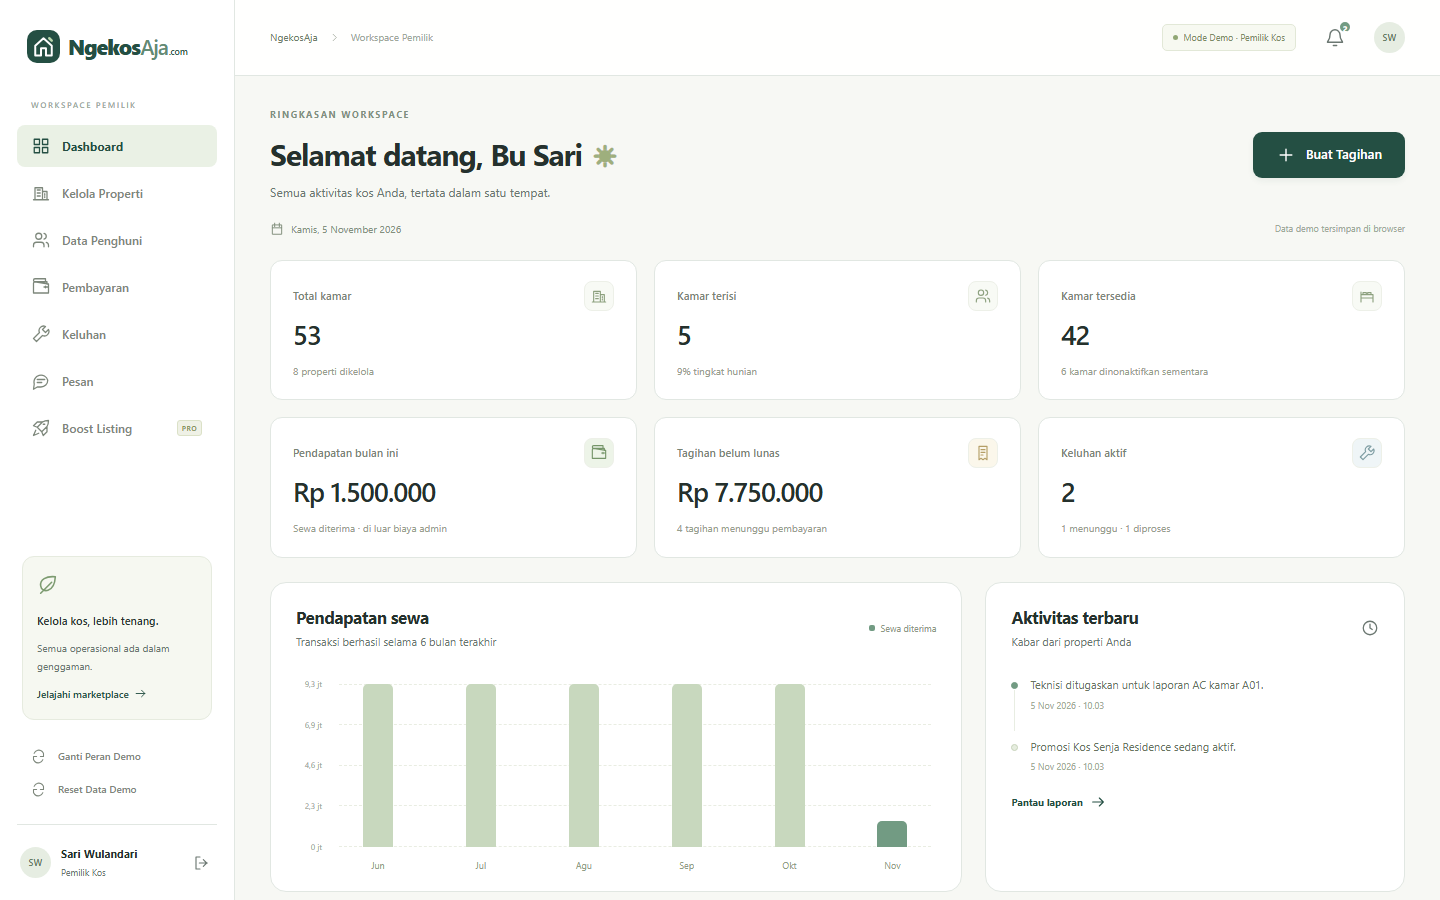 NgekosAja.com
WORKSPACE PEMILIK
Dashboard
Kelola Properti
Data Penghuni
Pembayaran
Keluhan
Pesan
Boost Listing PRO
Kelola kos, lebih tenang.
Semua operasional ada dalam
genggaman.
Jelajahi marketplace
Ganti Peran Demo
Reset Data Demo
SW Sari Wulandari
Pemilik Kos
NgekosAja Workspace Pemilik
Mode Demo · Pemilik Kos
SW
RINGKASAN WORKSPACE
Selamat datang, Bu Sari
Semua aktivitas kos Anda, tertata dalam satu tempat.
Buat Tagihan
Kamis, 5 November 2026
Data demo tersimpan di browser
Total kamar
53
8 properti dikelola
Kamar terisi
5
9% tingkat hunian
Kamar tersedia
42
6 kamar dinonaktifkan sementara
Pendapatan bulan ini
Rp 1.500.000
Sewa diterima · di luar biaya admin
Tagihan belum lunas
Rp 7.750.000
4 tagihan menunggu pembayaran
Keluhan aktif
2
1 menunggu · 1 diproses
Pendapatan sewa
Transaksi berhasil selama 6 bulan terakhir
Sewa diterima
9,3 jt
6,9 jt
4,6 jt
2,3 jt
0 jt
Jun Jul Agu Sep Okt Nov
Aktivitas terbaru
Kabar dari properti Anda
Teknisi ditugaskan untuk laporan AC kamar A01.
5 Nov 2026 · 10.03
Promosi Kos Senja Residence sedang aktif.
5 Nov 2026 · 10.03
Pantau laporan